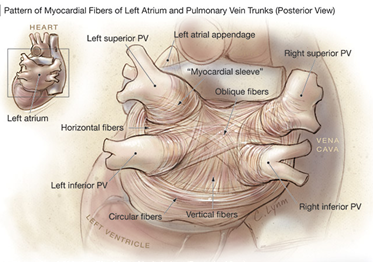 Pattern of Myocardial Fibers of Left Atrium and Pulmonary Vein Trunks (Posterior View)
HEART
Left superior PV
Left atrial appendage
Right superior PV
"Myocardial sleeve"
Oblique fibers
Left atrium
Horizontal fibers
VENA
CAVA
Left inferior PV
Right inferior PV
Circular fibers
Vertical fibers
C. Lynm
LEFT VENTRICLE